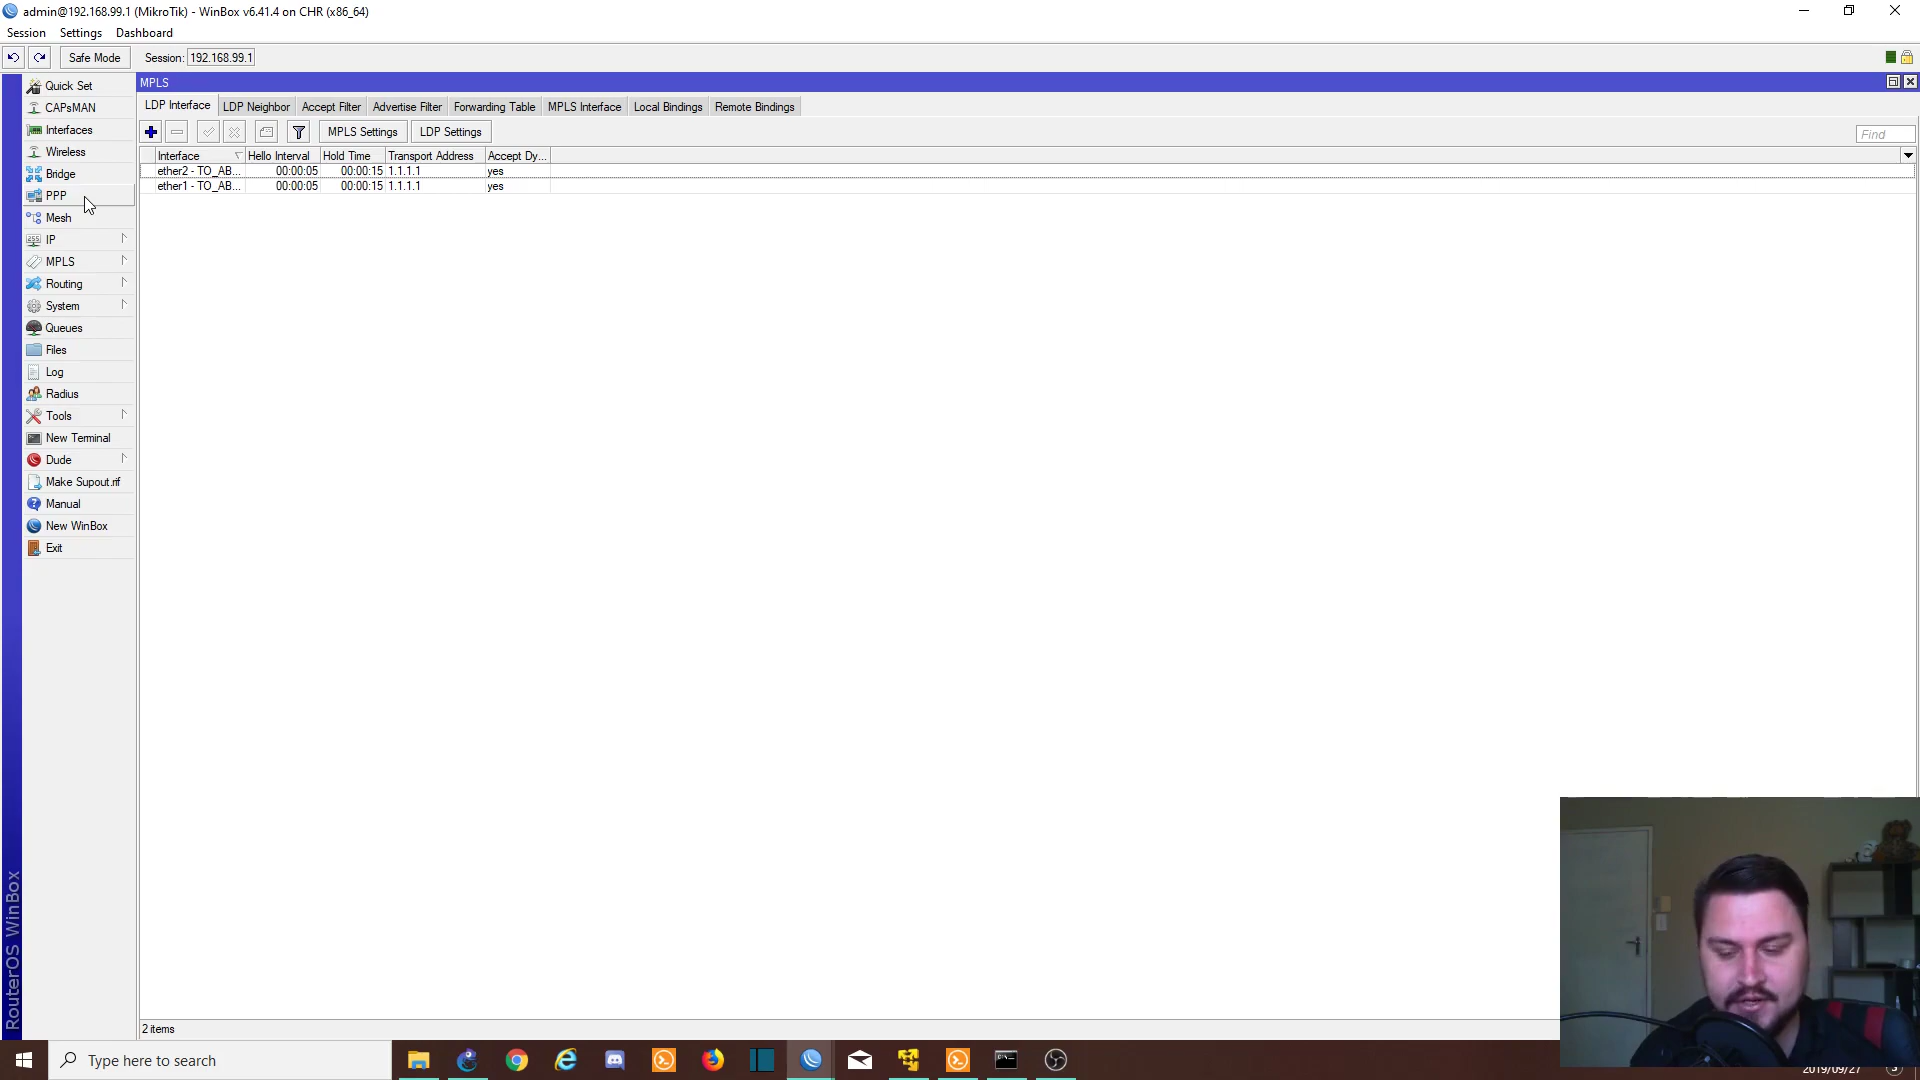 admin@192.168.99.1 (MikroTik) - WinBox v6.41.4 on CHR (x86_64)
Session Settings Dashboard
Safe Mode Session: 192.168.99.1
Quick Set
CAPsMAN
Interfaces
Wireless
Bridge
PPP
Mesh
IP
MPLS
Routing
System
Queues
Files
Log
Radius
Tools
New Terminal
Dude
Make Supout.rif
Manual
New WinBox
Exit
RouterOS WinBox
MPLS
LDP Interface LDP Neighbor Accept Filter Advertise Filter Forwarding Table MPLS Interface Local Bindings Remote Bindings
MPLS Settings LDP Settings Find
Interface Hello Interval Hold Time Transport Address Accept Dy...
ether2 - TO_AB... 00:00:05 00:00:15 1.1.1.1 yes
ether1 - TO_AB... 00:00:05 00:00:15 1.1.1.1 yes
2 items
Type here to search
2019/09/27